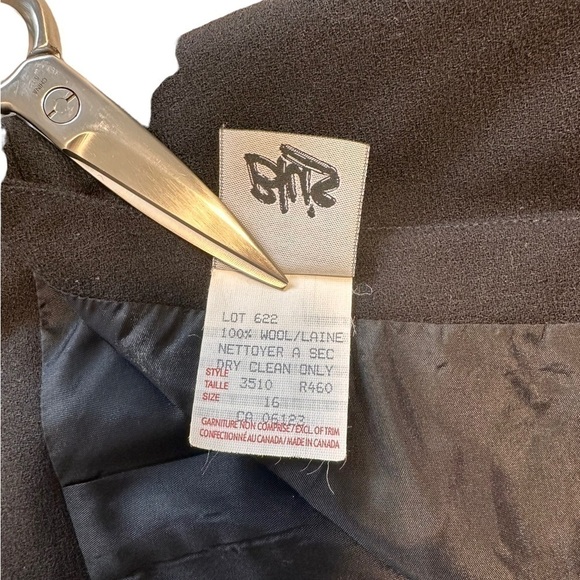 LOT 622
100% WOOL/LAINE
NETTOYER A SEC
DRY CLEAN ONLY
STYLE
TAILLE 3510 R460
SIZE 16
CA 06123
GARNITURE NON COMPRISE/EXCL. OF TRIM
CONFECTIONNÉ AU CANADA/MADE IN CANADA